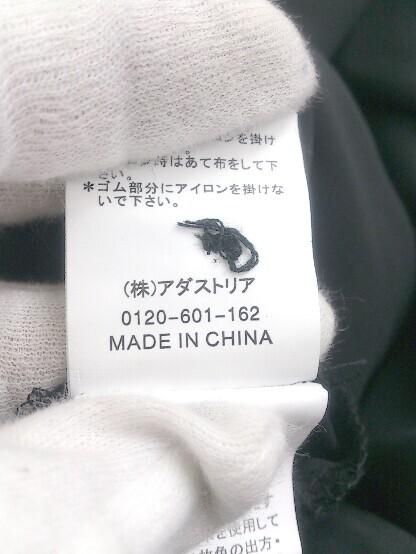 ロンを掛け
時はあて布をして下
さい。
＊ゴム部分にアイロンを掛けな
いで下さい。
(株)アダストリア
0120-601-162
MADE IN CHINA
を使用して
色の出方・